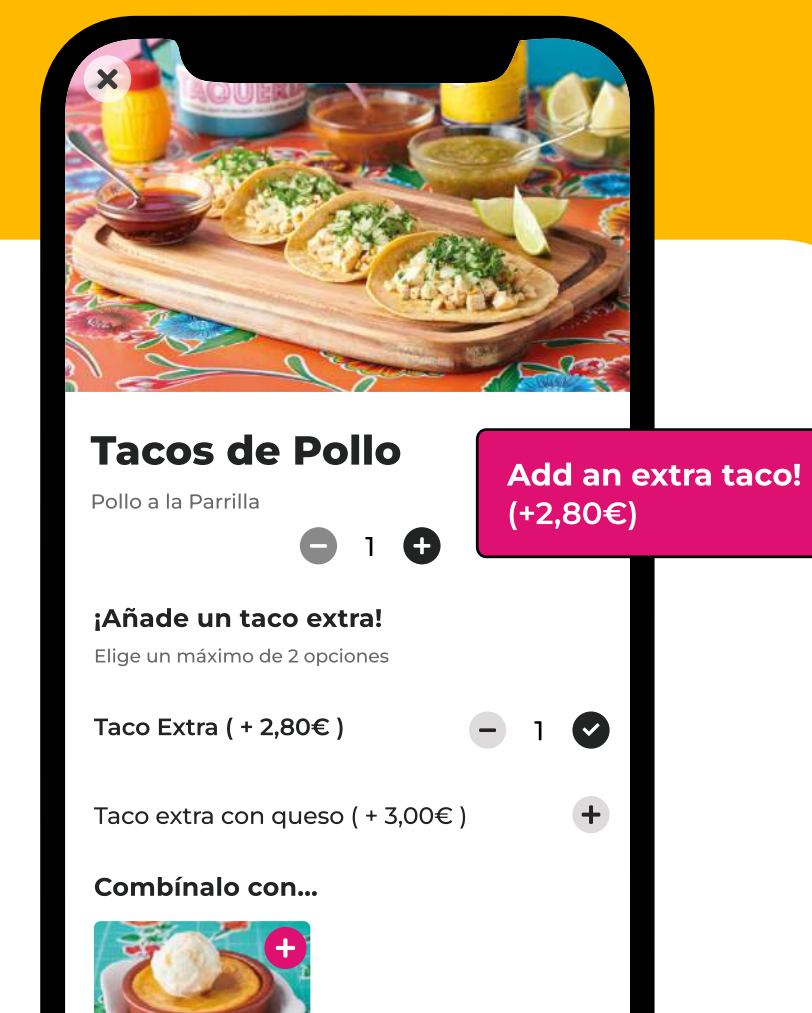 TAQUERIA
Tacos de Pollo
Pollo a la Parrilla
1
Add an extra taco!
(+2,80€)
¡Añade un taco extra!
Elige un máximo de 2 opciones
Taco Extra ( + 2,80€ )
1
Taco extra con queso ( + 3,00€ )
Combínalo con...